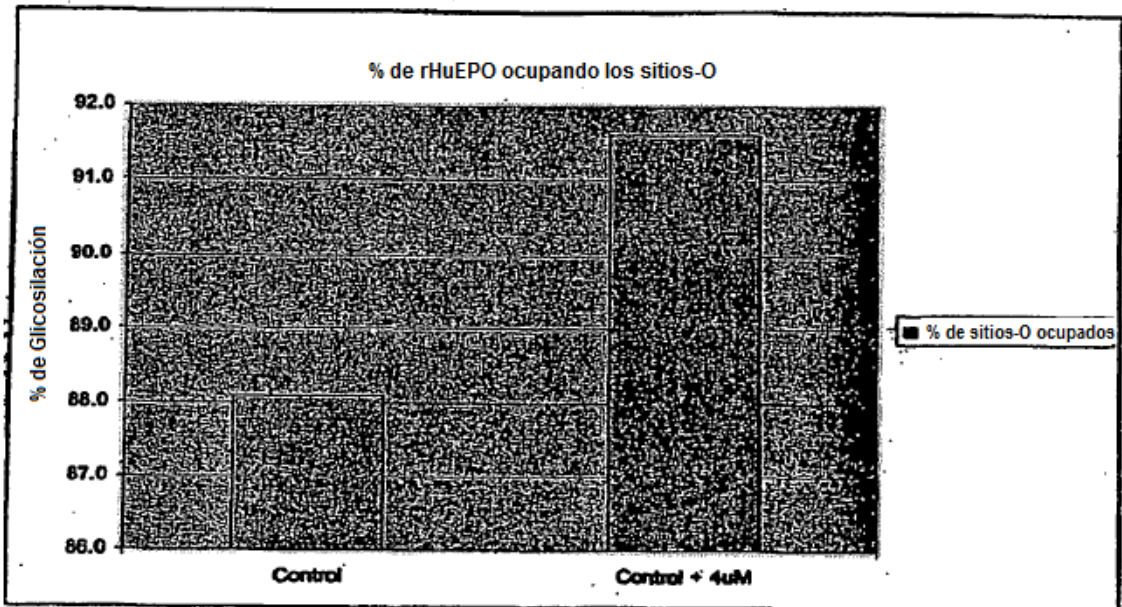 % de rHuEPO ocupando los sitios-O
92.0
91.0
90.0
89.0
88.0
87.0
86.0
% de Glicosilación
Control
Control + 4uM
% de sitios-O ocupados